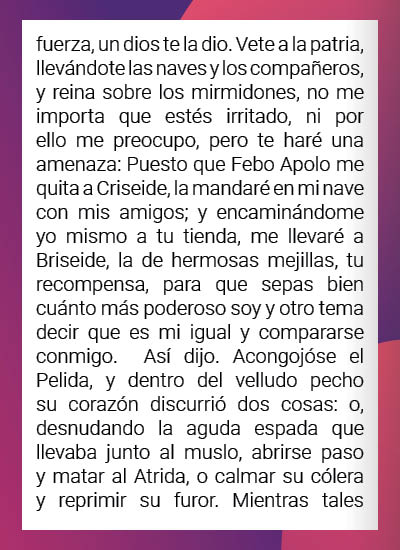 fuerza, un dios te la dio. Vete a la patria,
llevándote las naves y los compañeros,
y reina sobre los mirmidones, no me
importa que estés irritado, ni por
ello me preocupo, pero te haré una
amenaza: Puesto que Febo Apolo me
quita a Criseide, la mandaré en mi nave
con mis amigos; y encaminándome
yo mismo a tu tienda, me llevaré a
Briseide, la de hermosas mejillas, tu
recompensa, para que sepas bien
cuánto más poderoso soy y otro tema
decir que es mi igual y compararse
conmigo. Así dijo. Acongojóse el
Pelida, y dentro del velludo pecho
su corazón discurrió dos cosas: o,
desnudando la aguda espada que
llevaba junto al muslo, abrirse paso
y matar al Atrida, o calmar su cólera
y reprimir su furor. Mientras tales